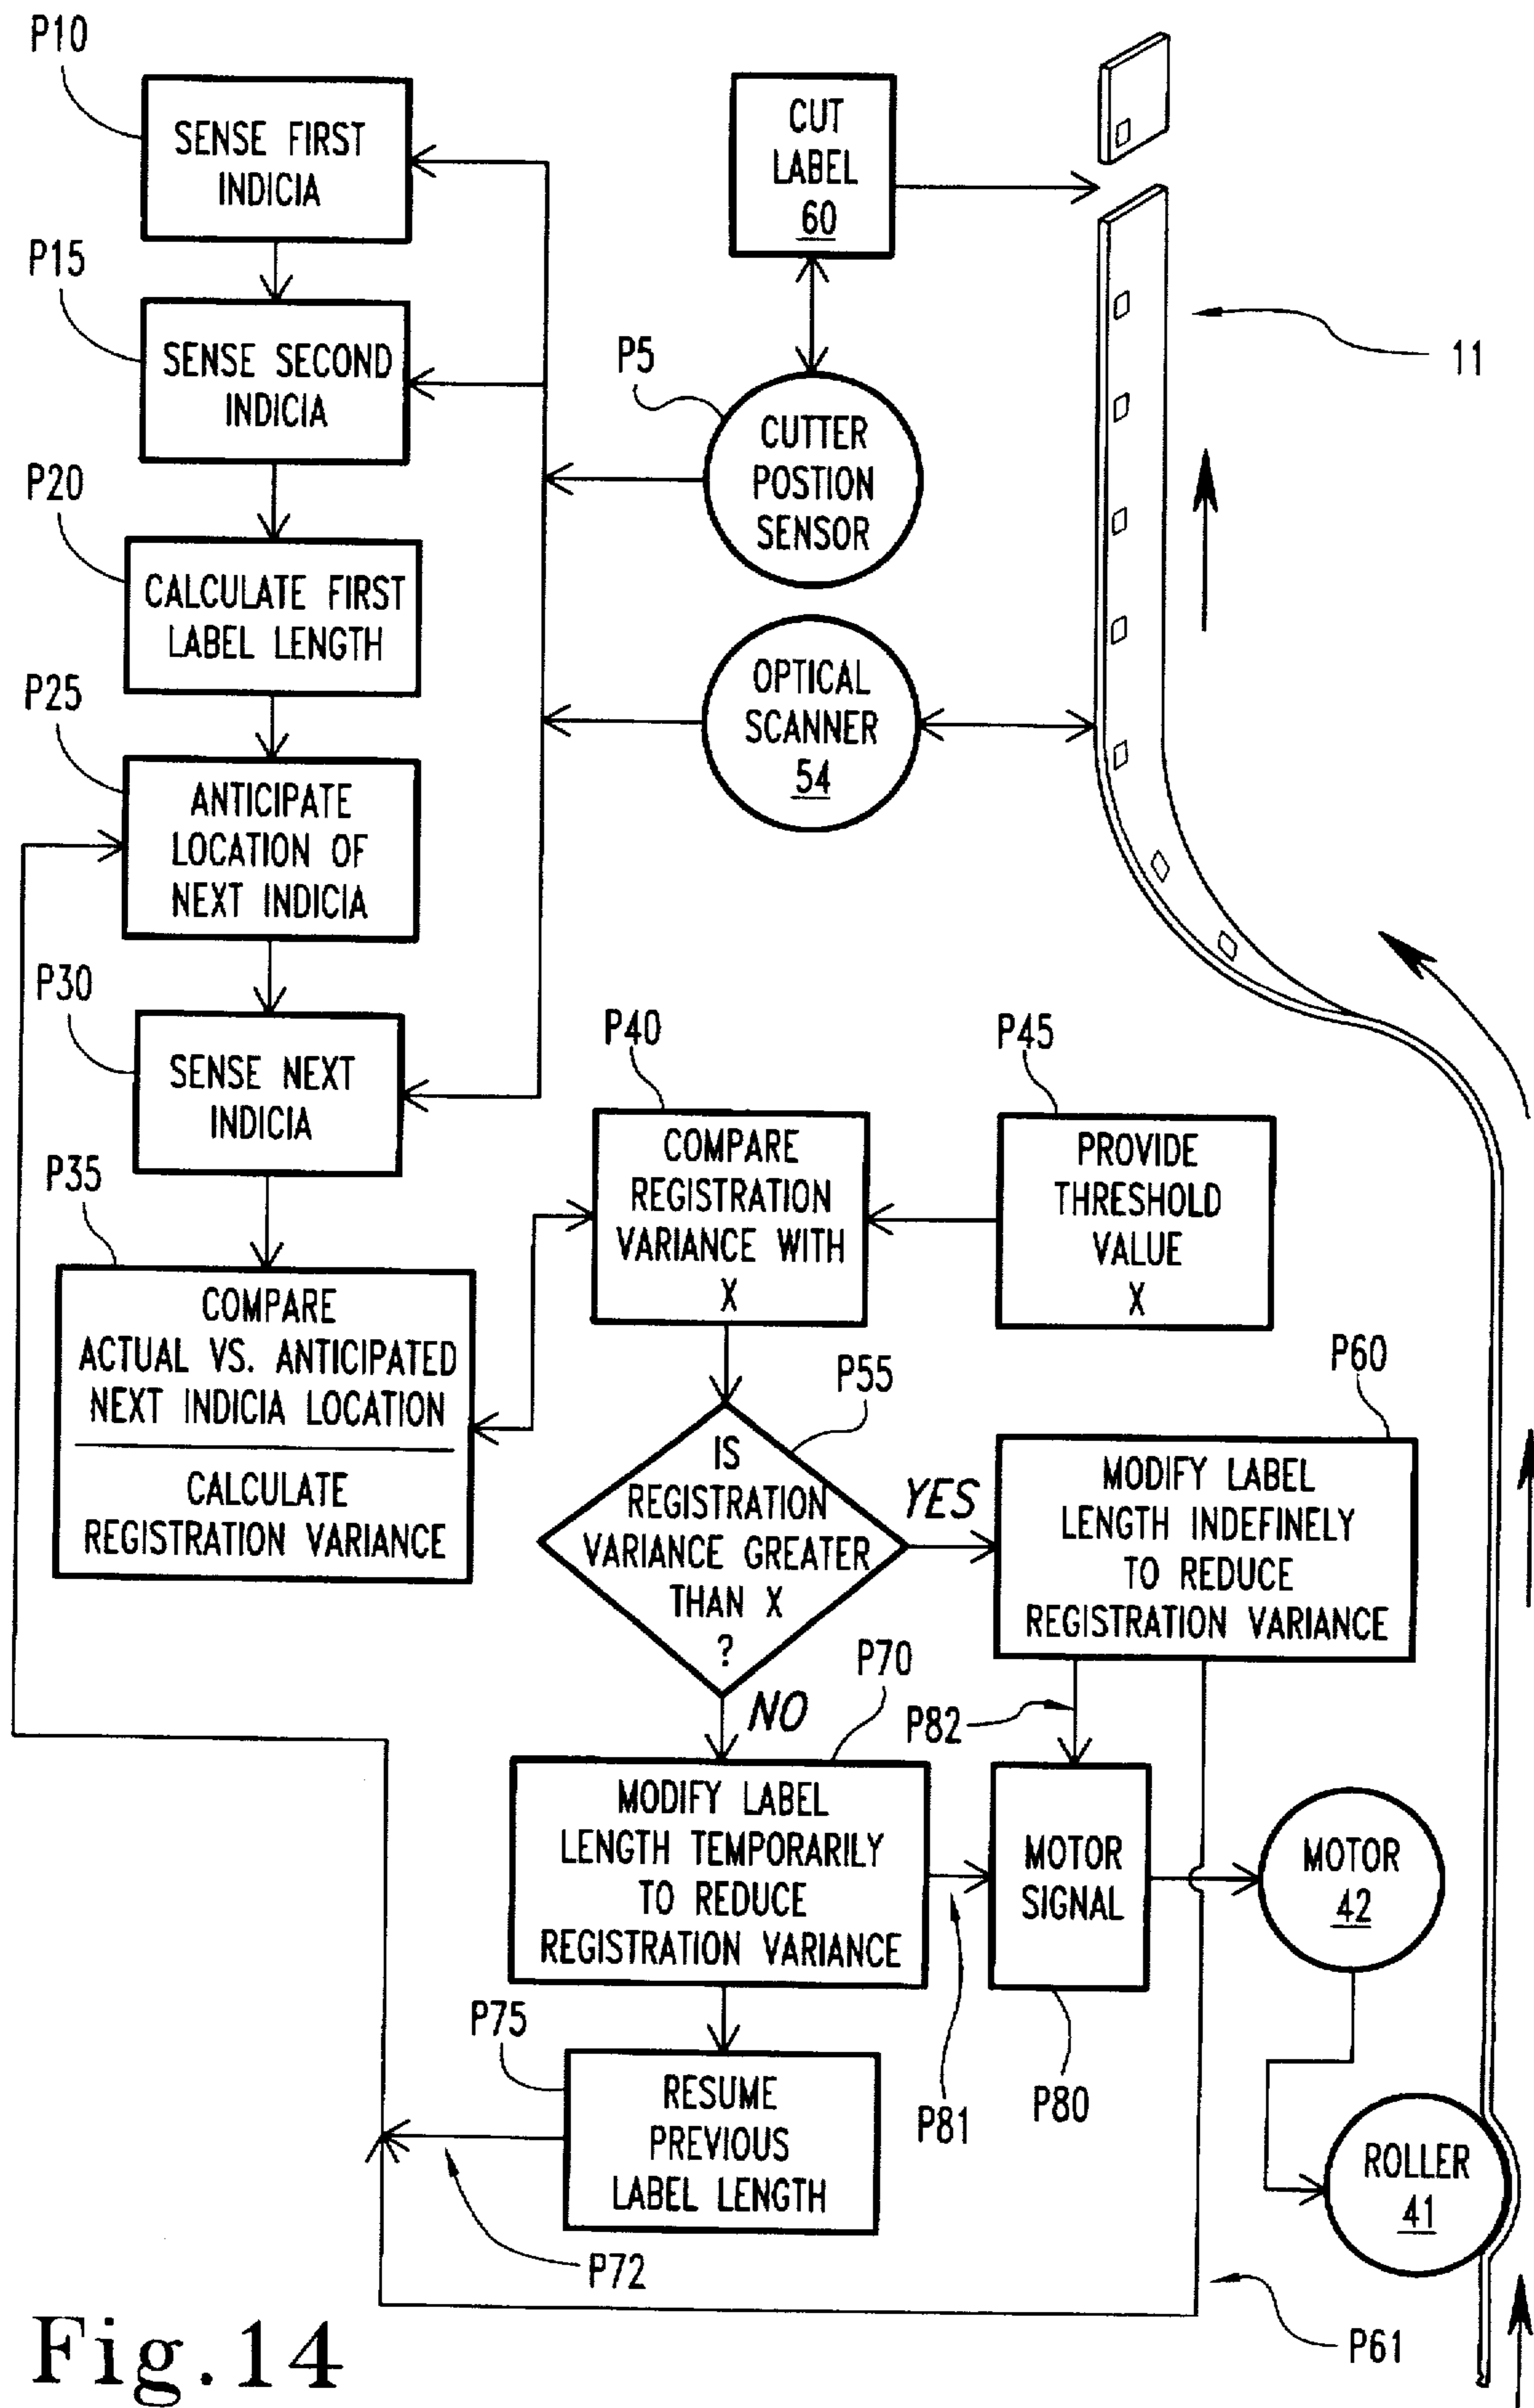 P10
SENSE FIRST
INDICIA
P15
SENSE SECOND
INDICIA
P20
CALCULATE FIRST
LABEL LENGTH
P25
ANTICIPATE
LOCATION OF
NEXT INDICIA
P30
SENSE NEXT
INDICIA
P35
COMPARE
ACTUAL VS. ANTICIPATED
NEXT INDICIA LOCATION
CALCULATE
REGISTRATION VARIANCE
CUT
LABEL
60
P5
CUTTER
POSTION
SENSOR
OPTICAL
SCANNER
54
11
P40
COMPARE
REGISTRATION
VARIANCE WITH
X
P45
PROVIDE
THRESHOLD
VALUE
X
P55
IS
REGISTRATION
VARIANCE GREATER
THAN X
?
YES
NO
P60
MODIFY LABEL
LENGTH INDEFINELY
TO REDUCE
REGISTRATION VARIANCE
P70
MODIFY LABEL
LENGTH TEMPORARILY
TO REDUCE
REGISTRATION VARIANCE
P82
MOTOR
SIGNAL
MOTOR
42
P75
RESUME
PREVIOUS
LABEL LENGTH
P81
P80
ROLLER
41
P72
P61
Fig.14